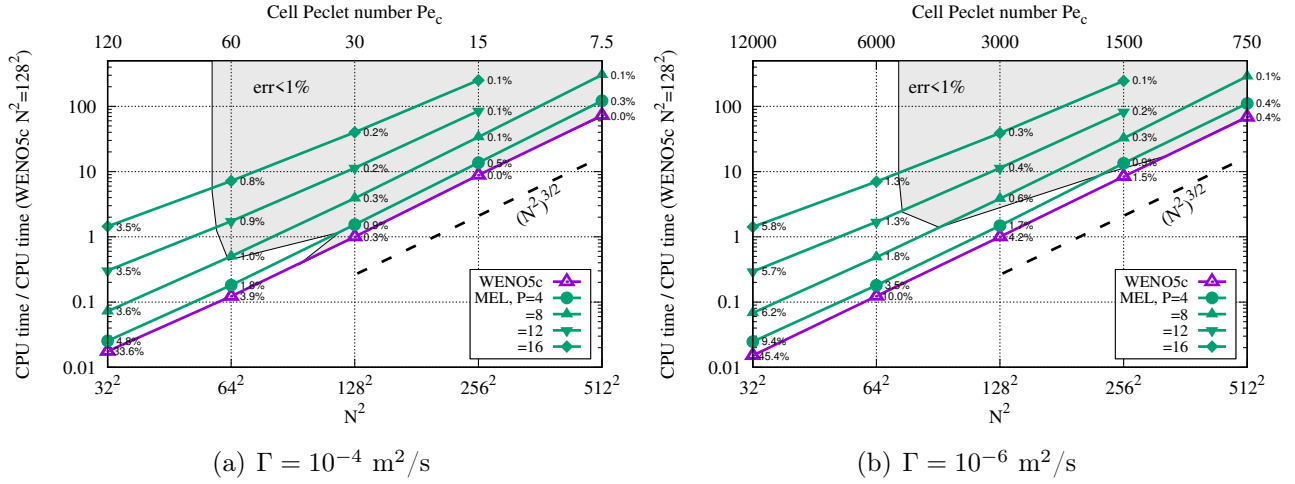 Cell Peclet number Pe_c
120 60 30 15 7.5
CPU time / CPU time (WENO5c N²=128²)
100
10
1
0.1
0.01
err<1%
3.5% 0.8% 0.2% 0.1%
3.5% 0.9% 0.2% 0.1%
3.6% 1.0% 0.3% 0.1% 0.1%
4.8% 1.8% 0.9% 0.5% 0.3%
33.6% 3.9% 0.3% 0.0% 0.0%
(N²)^3/2
WENO5c
MEL, P=4
=8
=12
=16
32² 64² 128² 256² 512²
N²
(a) Γ = 10⁻⁴ m²/s
Cell Peclet number Pe_c
12000 6000 3000 1500 750
CPU time / CPU time (WENO5c N²=128²)
100
10
1
0.1
0.01
err<1%
5.8% 1.3% 0.3% 0.1%
5.7% 1.3% 0.4% 0.2%
6.2% 1.8% 0.6% 0.3% 0.1%
9.4% 3.5% 1.7% 0.9% 0.4%
45.4% 10.0% 4.2% 1.5% 0.4%
(N²)^3/2
WENO5c
MEL, P=4
=8
=12
=16
32² 64² 128² 256² 512²
N²
(b) Γ = 10⁻⁶ m²/s